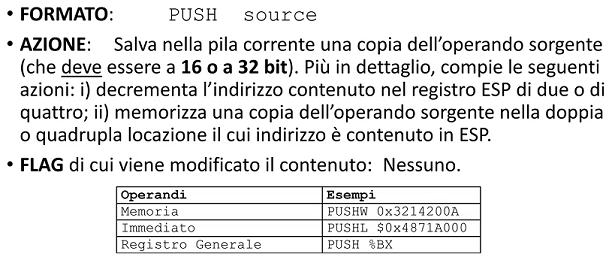 • FORMATO: PUSH source
• AZIONE: Salva nella pila corrente una copia dell'operando sorgente
(che deve essere a 16 o a 32 bit). Più in dettaglio, compie le seguenti
azioni: i) decrementa l'indirizzo contenuto nel registro ESP di due o di
quattro; ii) memorizza una copia dell'operando sorgente nella doppia
o quadrupla locazione il cui indirizzo è contenuto in ESP.
• FLAG di cui viene modificato il contenuto: Nessuno.
Operandi Esempi
Memoria PUSHW 0x3214200A
Immediato PUSHL $0x4871A000
Registro Generale PUSH %BX